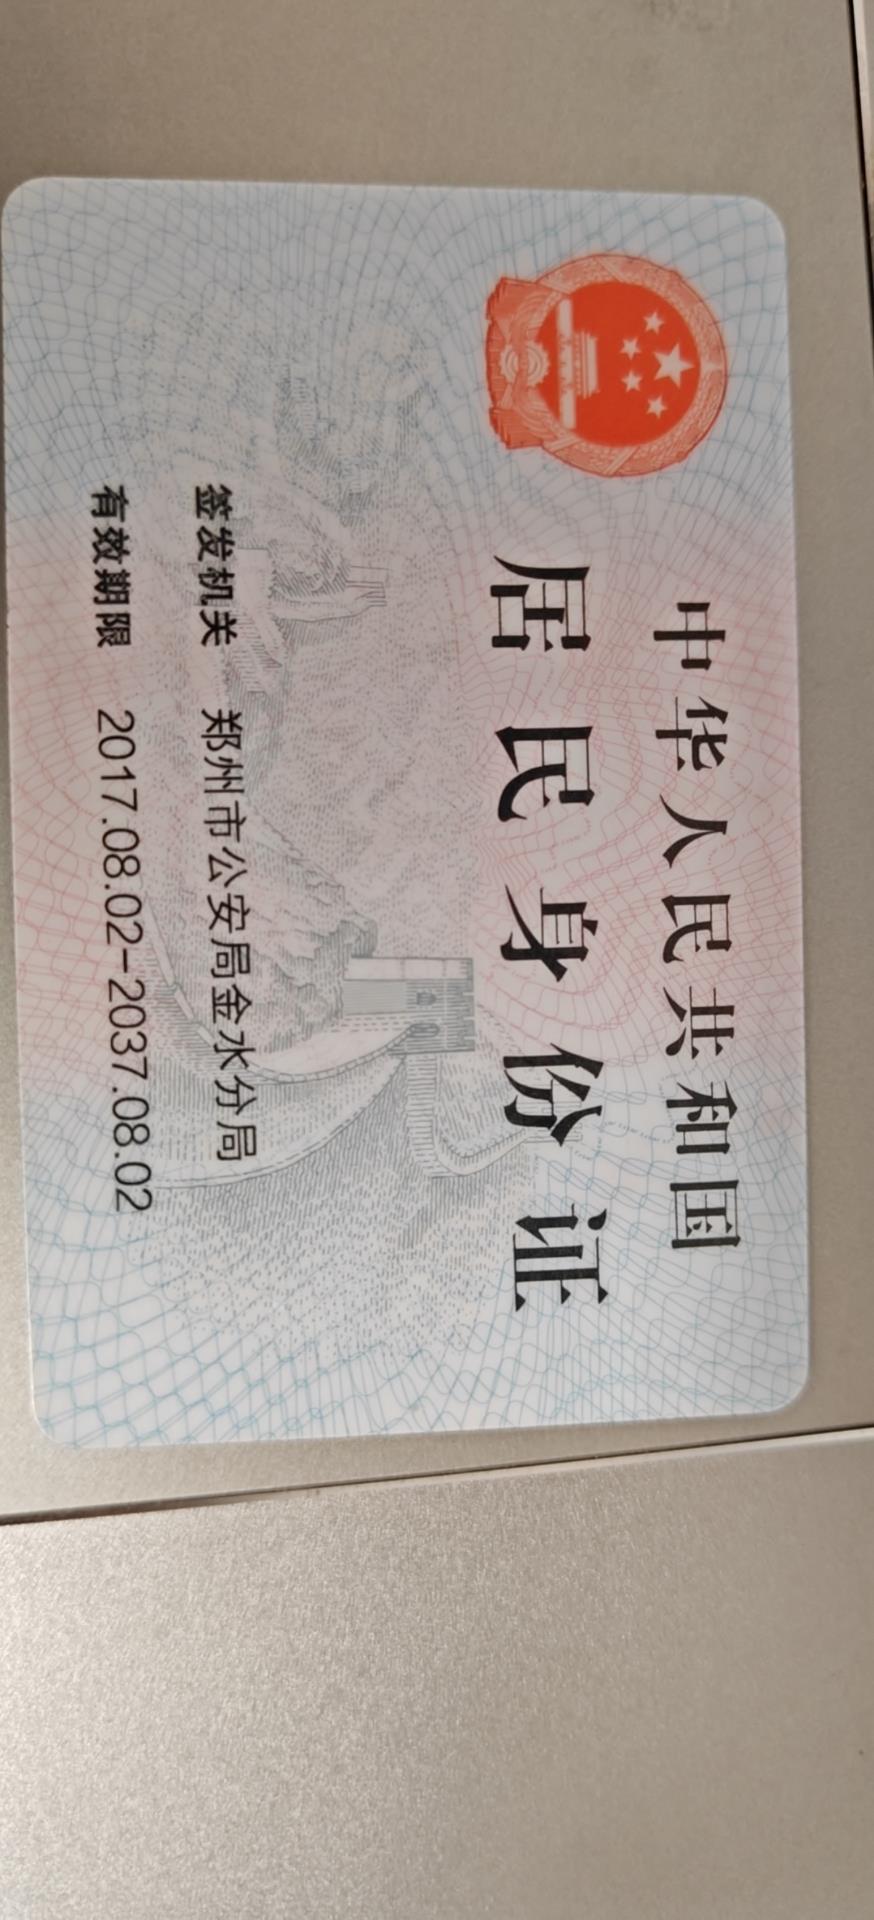 中华人民共和国
居民身份证
签发机关 郑州市公安局金水分局
有效期限 2017.08.02-2037.08.02